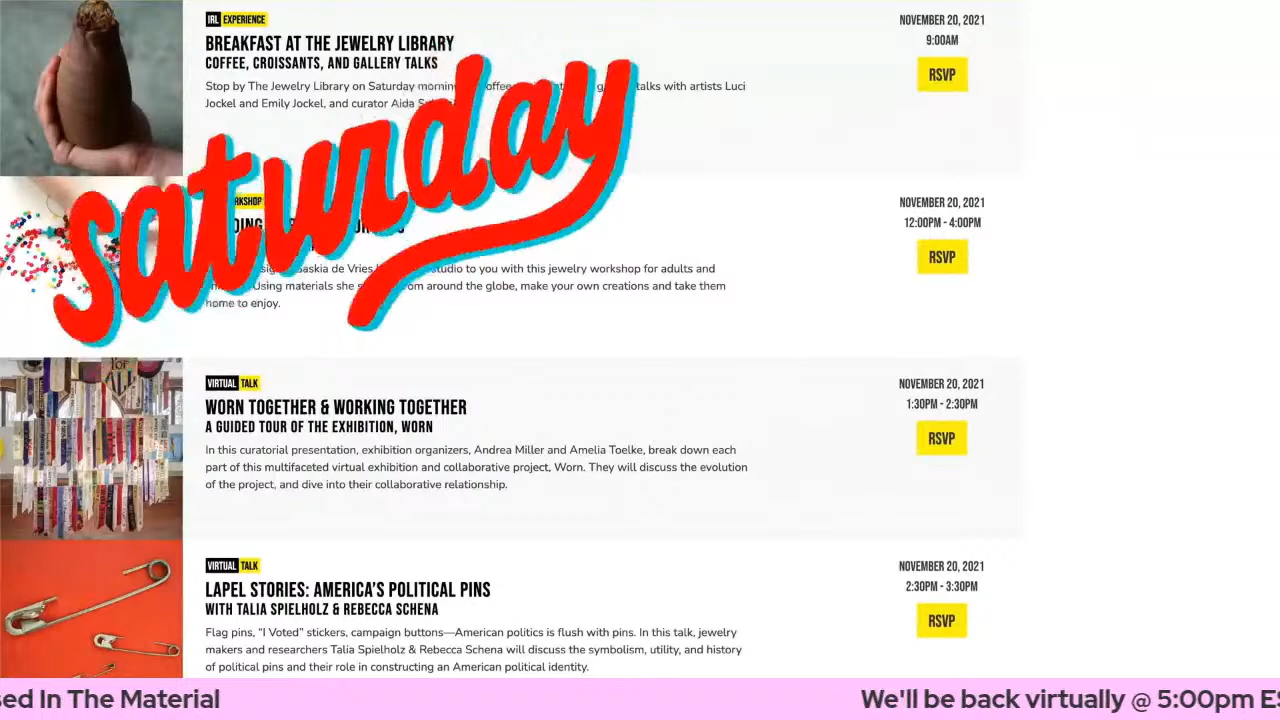 IRL EXPERIENCE
BREAKFAST AT THE JEWELRY LIBRARY
COFFEE, CROISSANTS, AND GALLERY TALKS
Stop by The Jewelry Library on Saturday talks with artists Luci
Jockel and Emily Jockel, and curator Aida
NOVEMBER 20, 2021
9:00AM
RSVP
saturday
NOVEMBER 20, 2021
12:00PM - 4:00PM
RSVP
Saskia de Vries studio to you with this jewelry workshop for adults and
Using materials she from around the globe, make your own creations and take them
home to enjoy.
VIRTUAL TALK
WORN TOGETHER & WORKING TOGETHER
A GUIDED TOUR OF THE EXHIBITION, WORN
In this curatorial presentation, exhibition organizers, Andrea Miller and Amelia Toelke, break down each
part of this multifaceted virtual exhibition and collaborative project, Worn. They will discuss the evolution
of the project, and dive into their collaborative relationship.
NOVEMBER 20, 2021
1:30PM - 2:30PM
RSVP
VIRTUAL TALK
LAPEL STORIES: AMERICA'S POLITICAL PINS
WITH TALIA SPIELHOLZ & REBECCA SCHENA
Flag pins, “I Voted” stickers, campaign buttons—American politics is flush with pins. In this talk, jewelry
makers and researchers Talia Spielholz & Rebecca Schena will discuss the symbolism, utility, and history
of political pins and their role in constructing an American political identity.
NOVEMBER 20, 2021
2:30PM - 3:30PM
RSVP
sed In The Material
We'll be back virtually @ 5:00pm ES